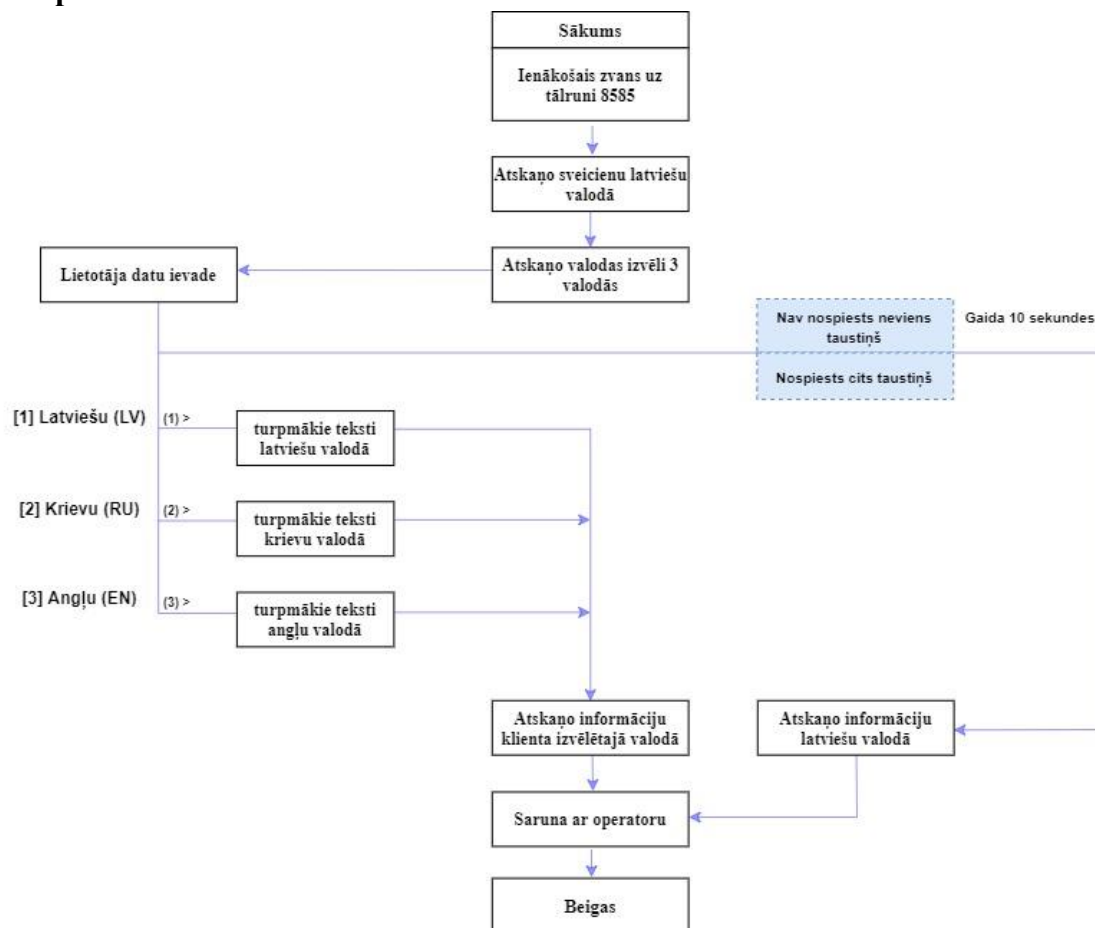 Sākums
Ienākošais zvans uz
tālruni 8585
Atskaņo sveicienu latviešu
valodā
Atskaņo valodas izvēli 3
valodās
Lietotāja datu ievade
Nav nospiests neviens
taustiņš
Gaida 10 sekundes
Nospiests cits taustiņš
[1] Latviešu (LV)
(1) >
turpmākie teksti
latviešu valodā
[2] Krievu (RU)
(2) >
turpmākie teksti
krievu valodā
[3] Angļu (EN)
(3) >
turpmākie teksti
angļu valodā
Atskaņo informāciju
klienta izvēlētajā valodā
Atskaņo informāciju
latviešu valodā
Saruna ar operatoru
Beigas